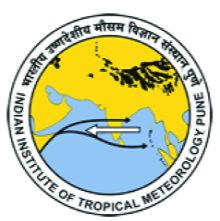 भारतीय उष्णदेशीय मौसम विज्ञान संस्थान पुणे
INDIAN INSTITUTE OF TROPICAL METEOROLOGY PUNE